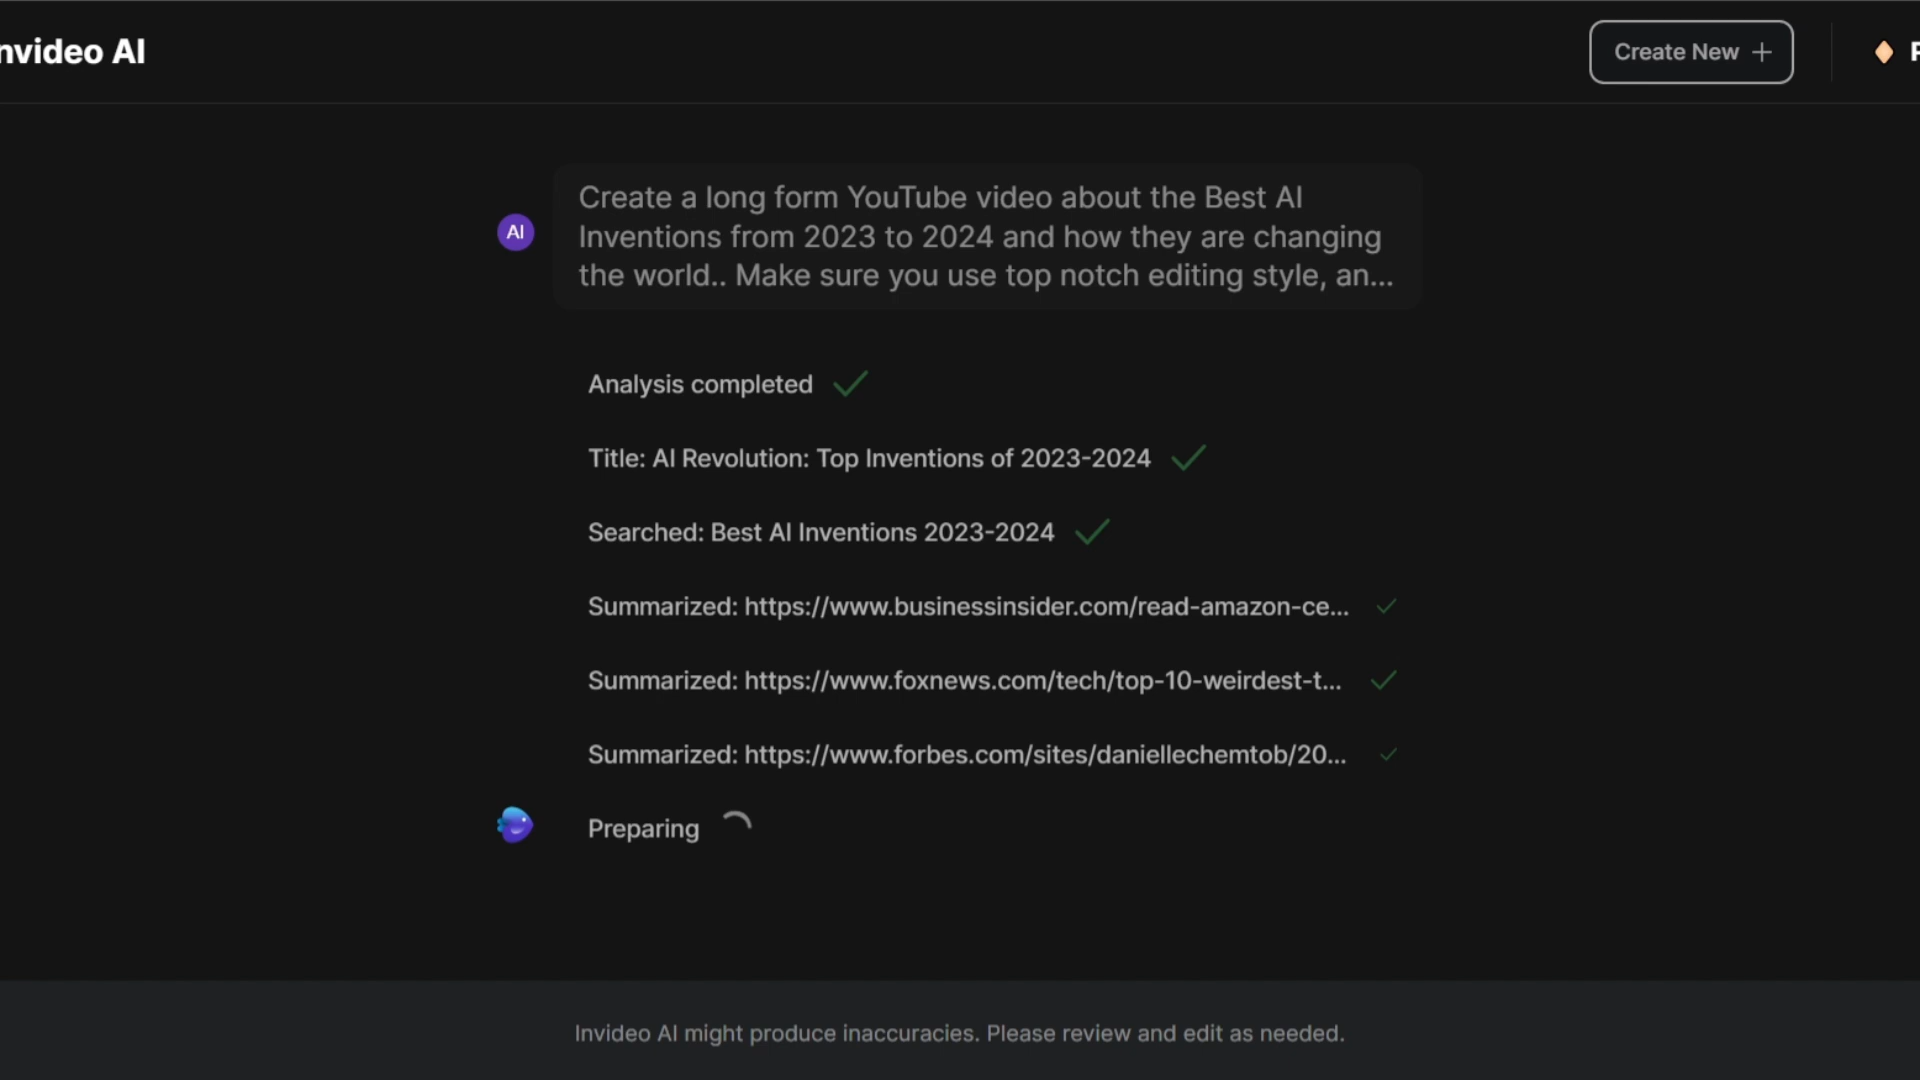 nvideo AI
Create New
Create a long form YouTube video about the Best AI
Inventions from 2023 to 2024 and how they are changing
the world.. Make sure you use top notch editing style, an...
AI
Analysis completed
Title: AI Revolution: Top Inventions of 2023-2024
Searched: Best AI Inventions 2023-2024
Summarized: https://www.businessinsider.com/read-amazon-ce...
Summarized: https://www.foxnews.com/tech/top-10-weirdest-t...
Summarized: https://www.forbes.com/sites/daniellechemtob/20...
Preparing
Invideo AI might produce inaccuracies. Please review and edit as needed.